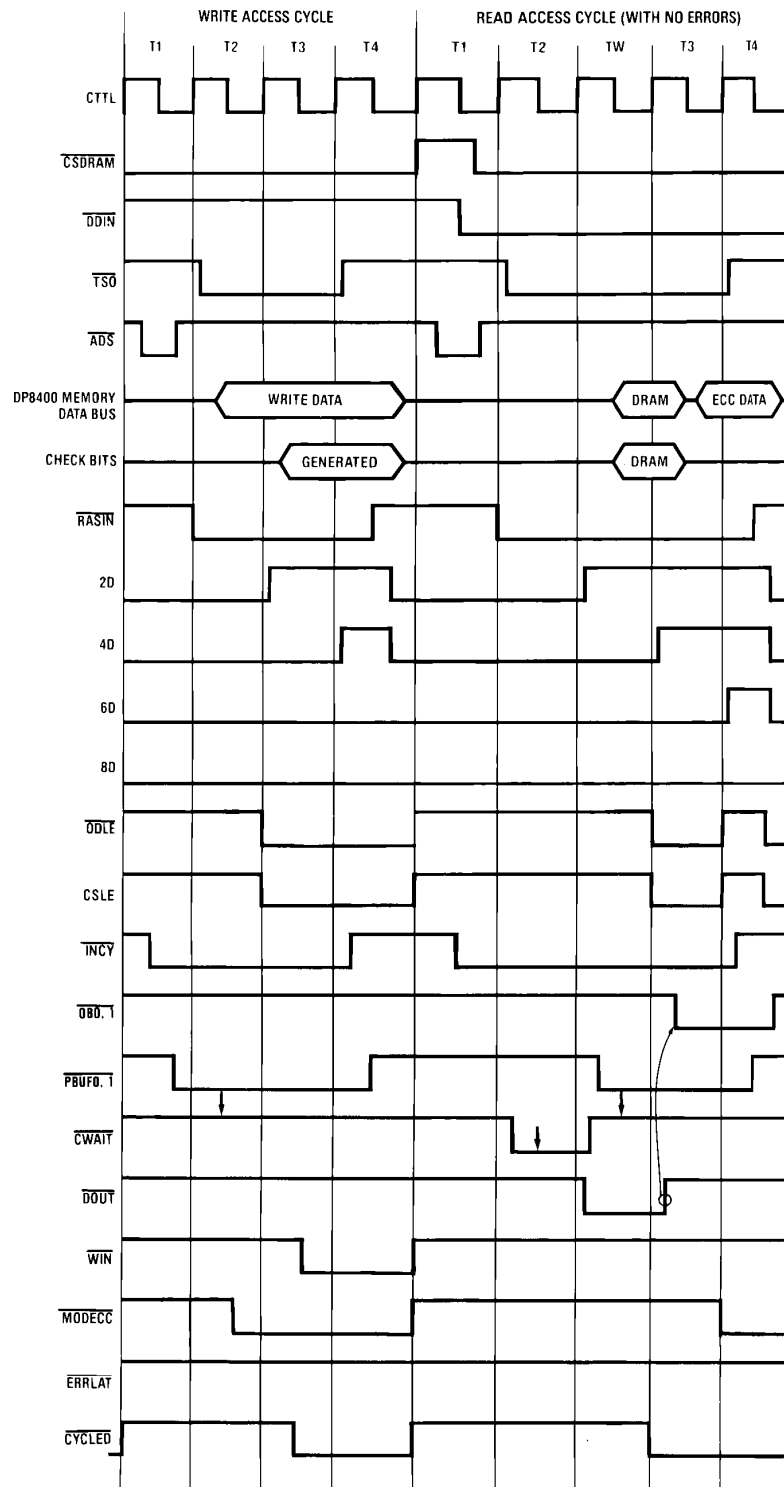 WRITE ACCESS CYCLE
READ ACCESS CYCLE (WITH NO ERRORS)
T1 T2 T3 T4 T1 T2 TW T3 T4
CTTL
CSDRAM
DDIN
TSO
ADS
DP8400 MEMORY
DATA BUS
WRITE DATA
DRAM
ECC DATA
CHECK BITS
GENERATED
DRAM
RASIN
2D
4D
6D
8D
ODLE
CSLE
INCY
OB0, 1
PBUF0, 1
CWAIT
DOUT
WIN
MODECC
ERRLAT
CYCLED